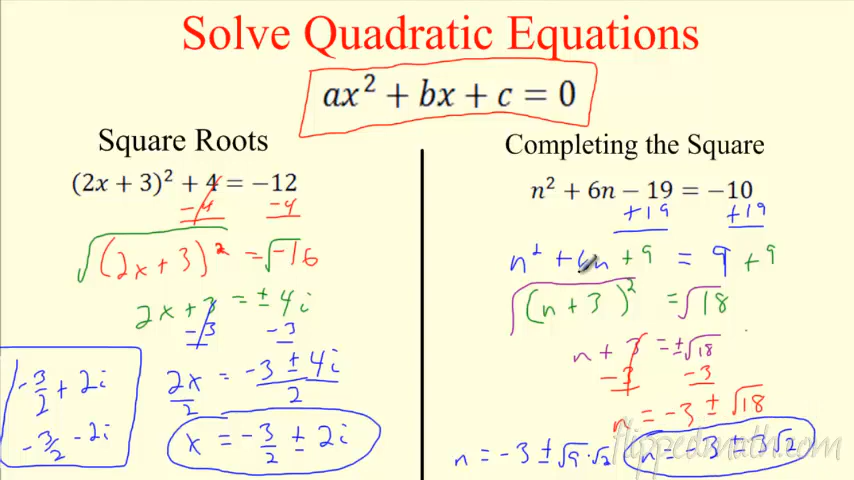 Solve Quadratic Equations
ax² + bx + c = 0
Square Roots
(2x + 3)² + 4 = −12
−4 −4
√(2x + 3)² = √−16
2x + 3 = ± 4i
−3 −3
2x/2 = −3 ± 4i/2
x = −3/2 ± 2i
−3/2 + 2i
−3/2 − 2i
Completing the Square
n² + 6n − 19 = −10
+19 +19
n² + 6n + 9 = 9 + 9
√(n + 3)² = √18
n + 3 = ±√18
−3 −3
n = −3 ± √18
n = −3 ± √9 · √2
n = −3 ± 3√2
flippedmath.com